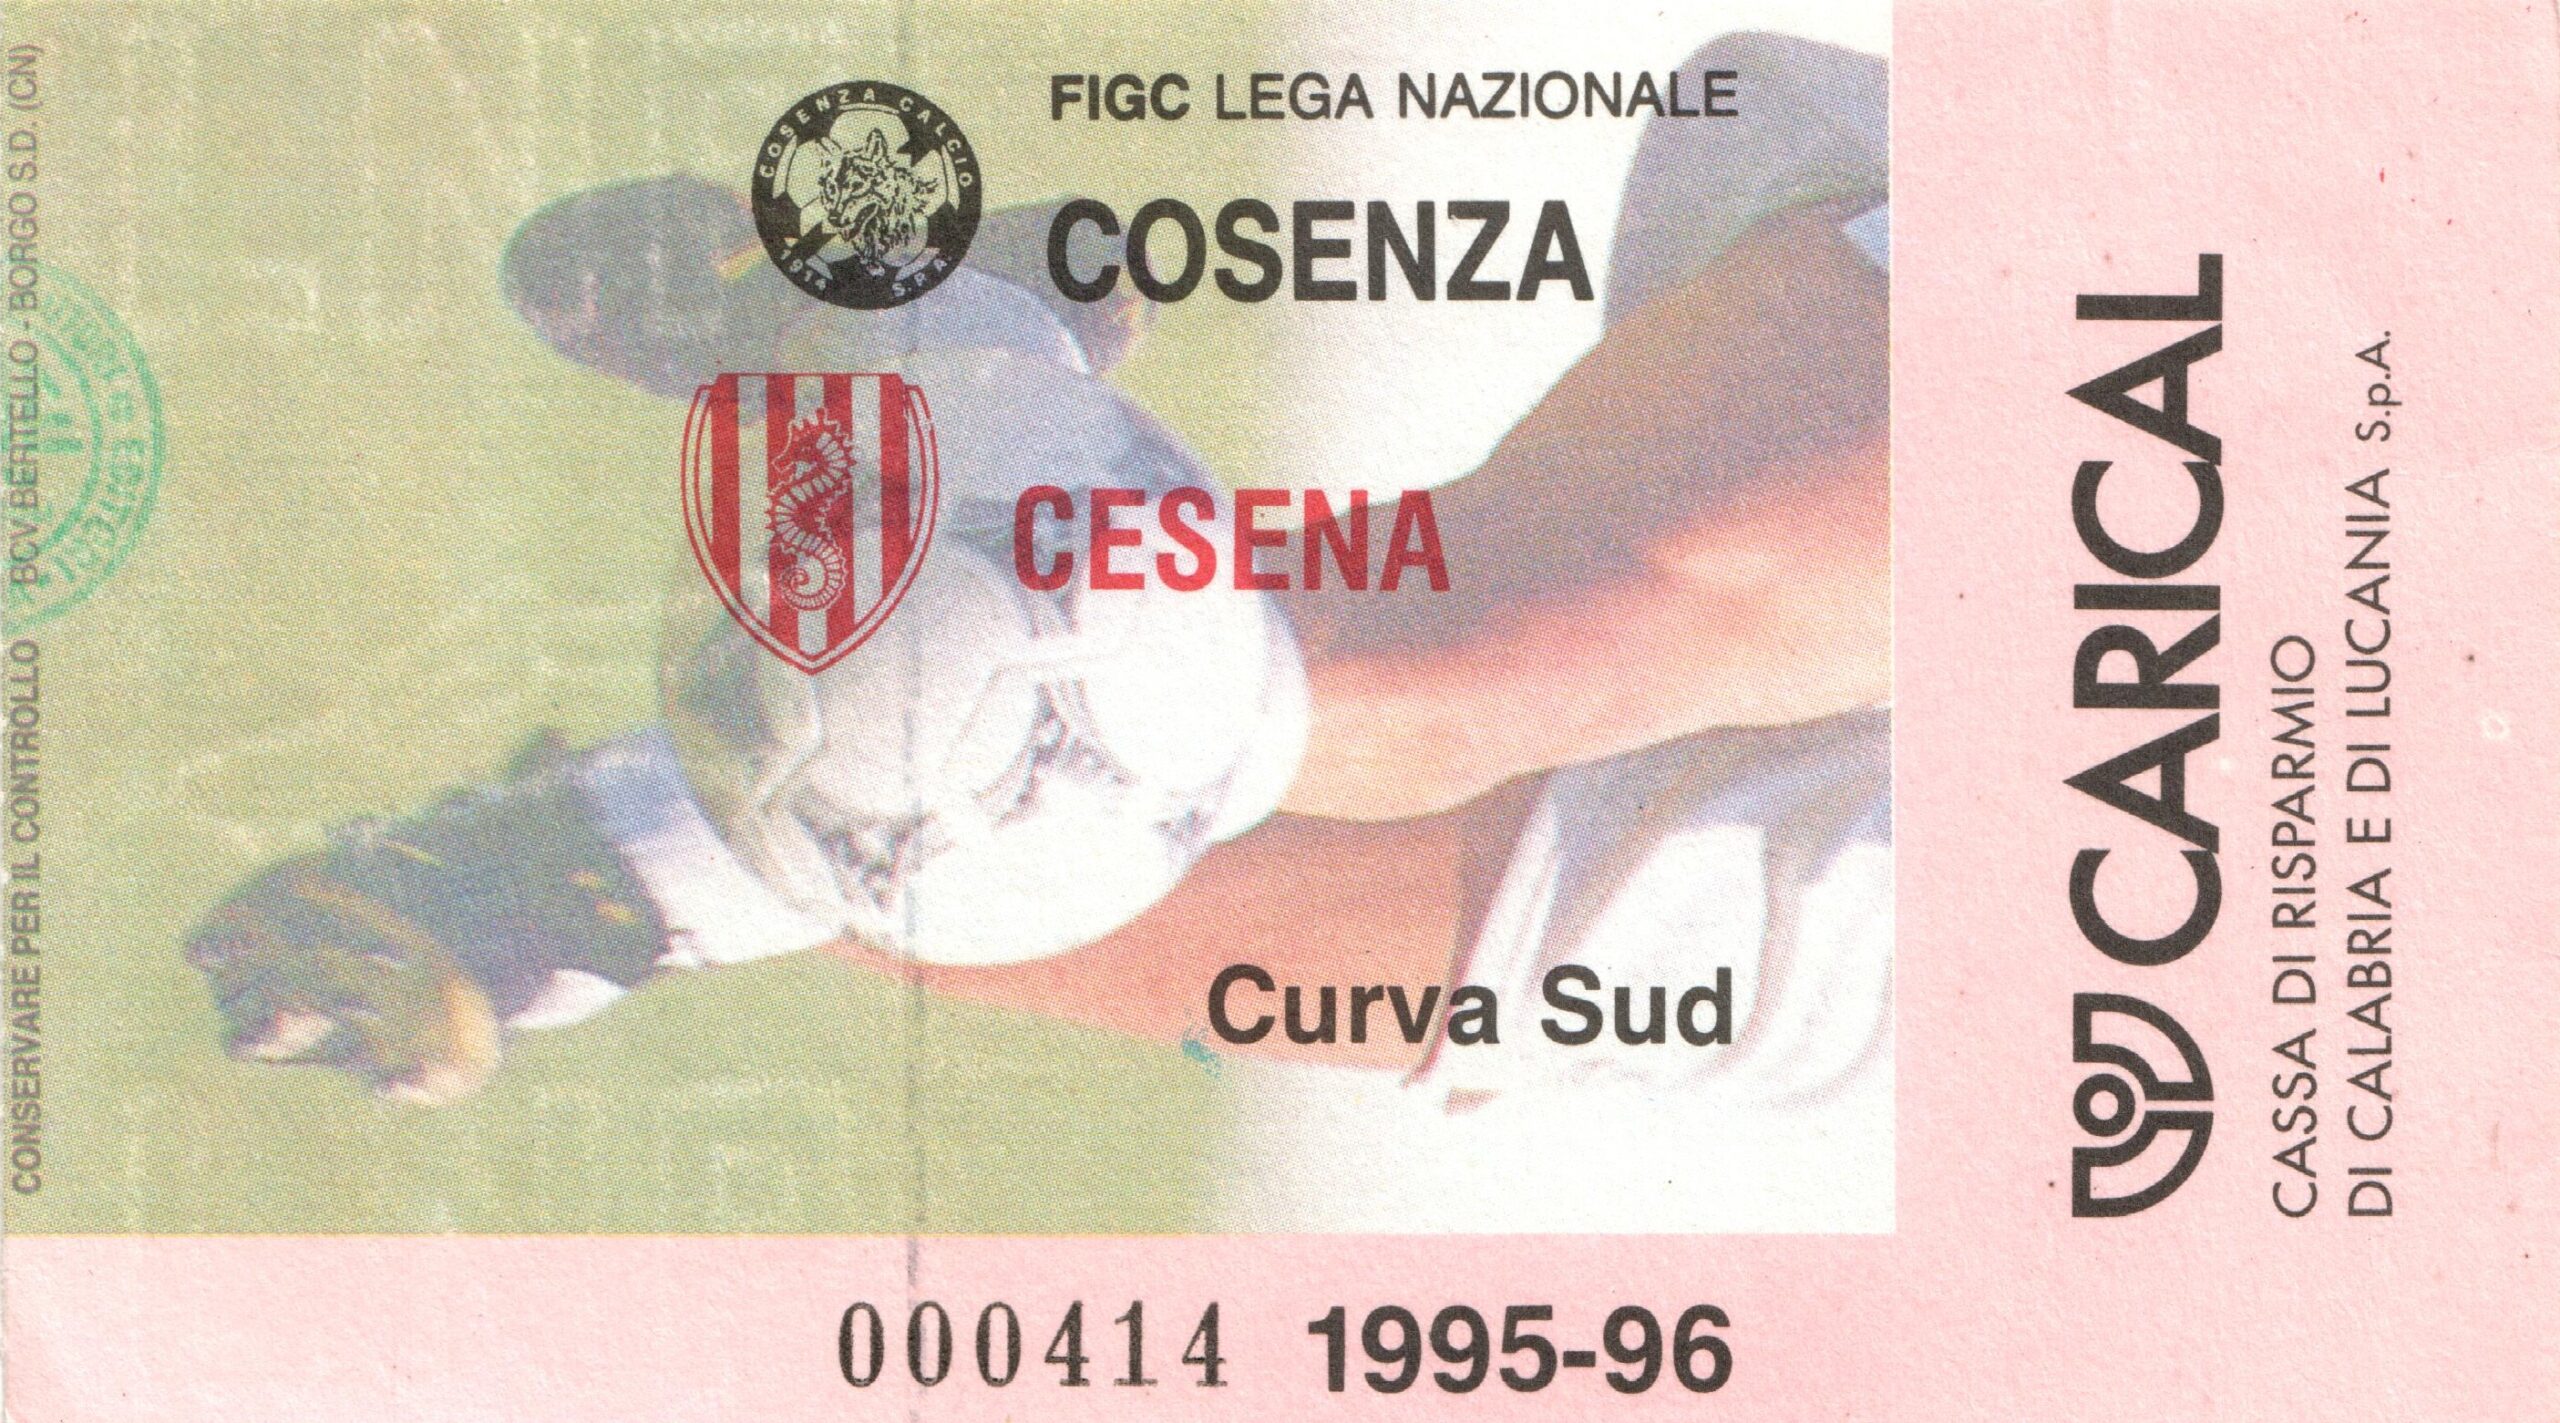 FIGC LEGA NAZIONALE
COSENZA CALCIO
1914 S.P.A.
COSENZA
CESENA
Curva Sud
000414 1995-96
CARICAL
CASSA DI RISPARMIO
DI CALABRIA E DI LUCANIA S.p.A.
CONSERVARE PER IL CONTROLLO BCV BERTELLO - BORGO S.D. (CN)